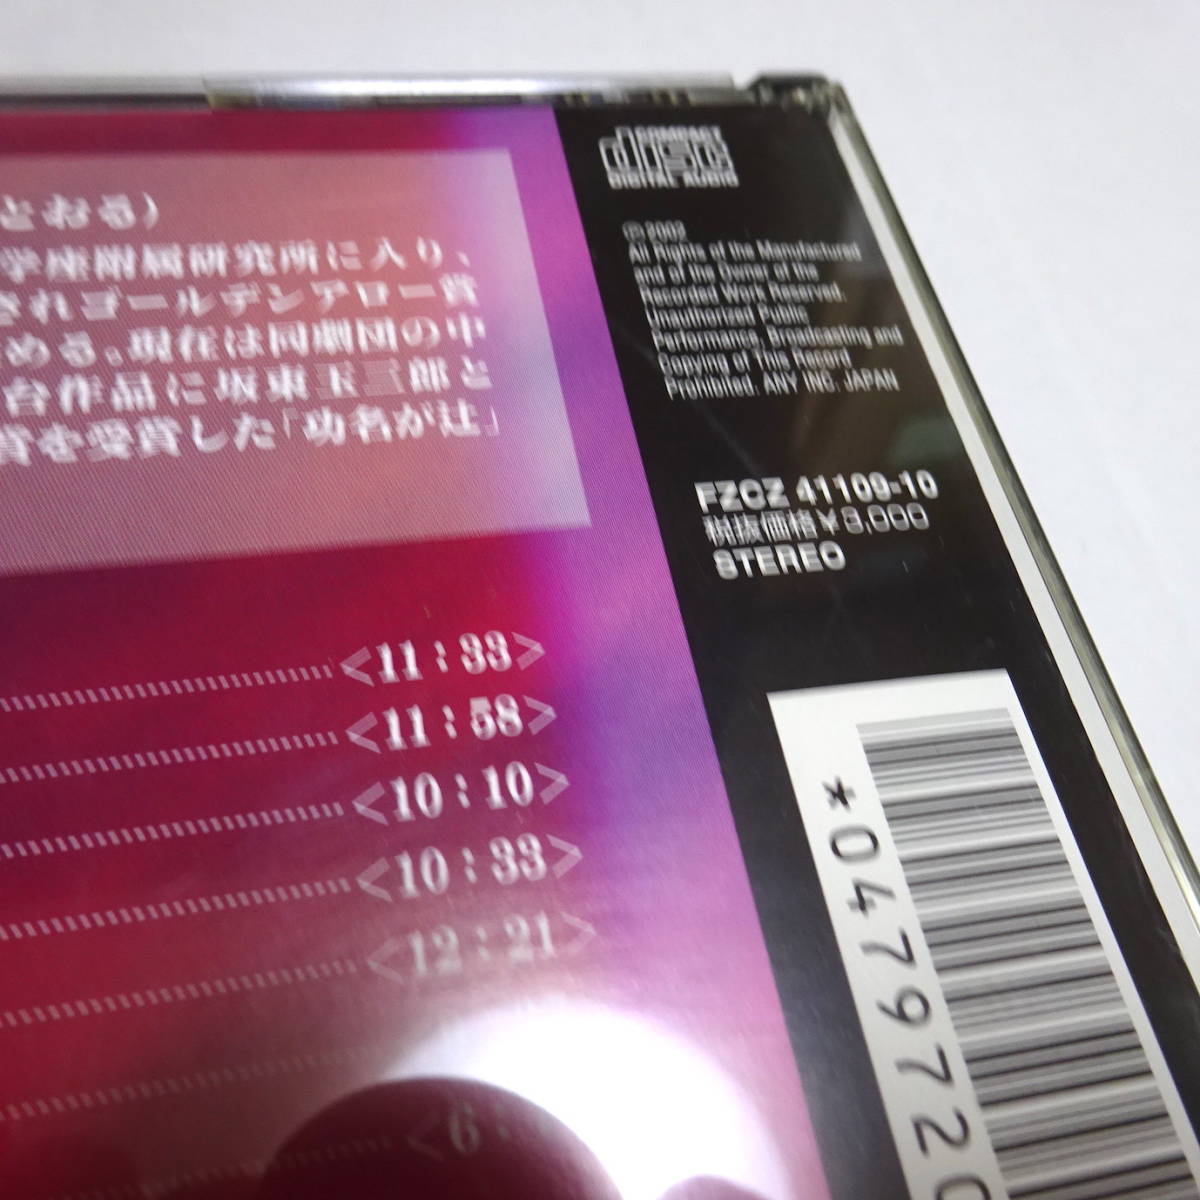 とおる）
学座附属研究所に入り、
されゴールデンアロー賞
める。現在は同劇団の中
台作品に坂東玉三郎と
賞を受賞した「功名が辻」
<11:33>
<11:58>
<10:10>
<10:33>
<12:21>
<6:
COMPACT
disc
DIGITAL AUDIO
℗2002
All Rights of the Manufactured
and of the Owner of the
Recorded Work Reserved.
Unauthorized Public
Performance, Broadcasting and
Copying of This Record
Prohibited. ANY ING. JAPAN
FZCZ 41109-10
税抜価格¥3,000
STEREO
*0479720